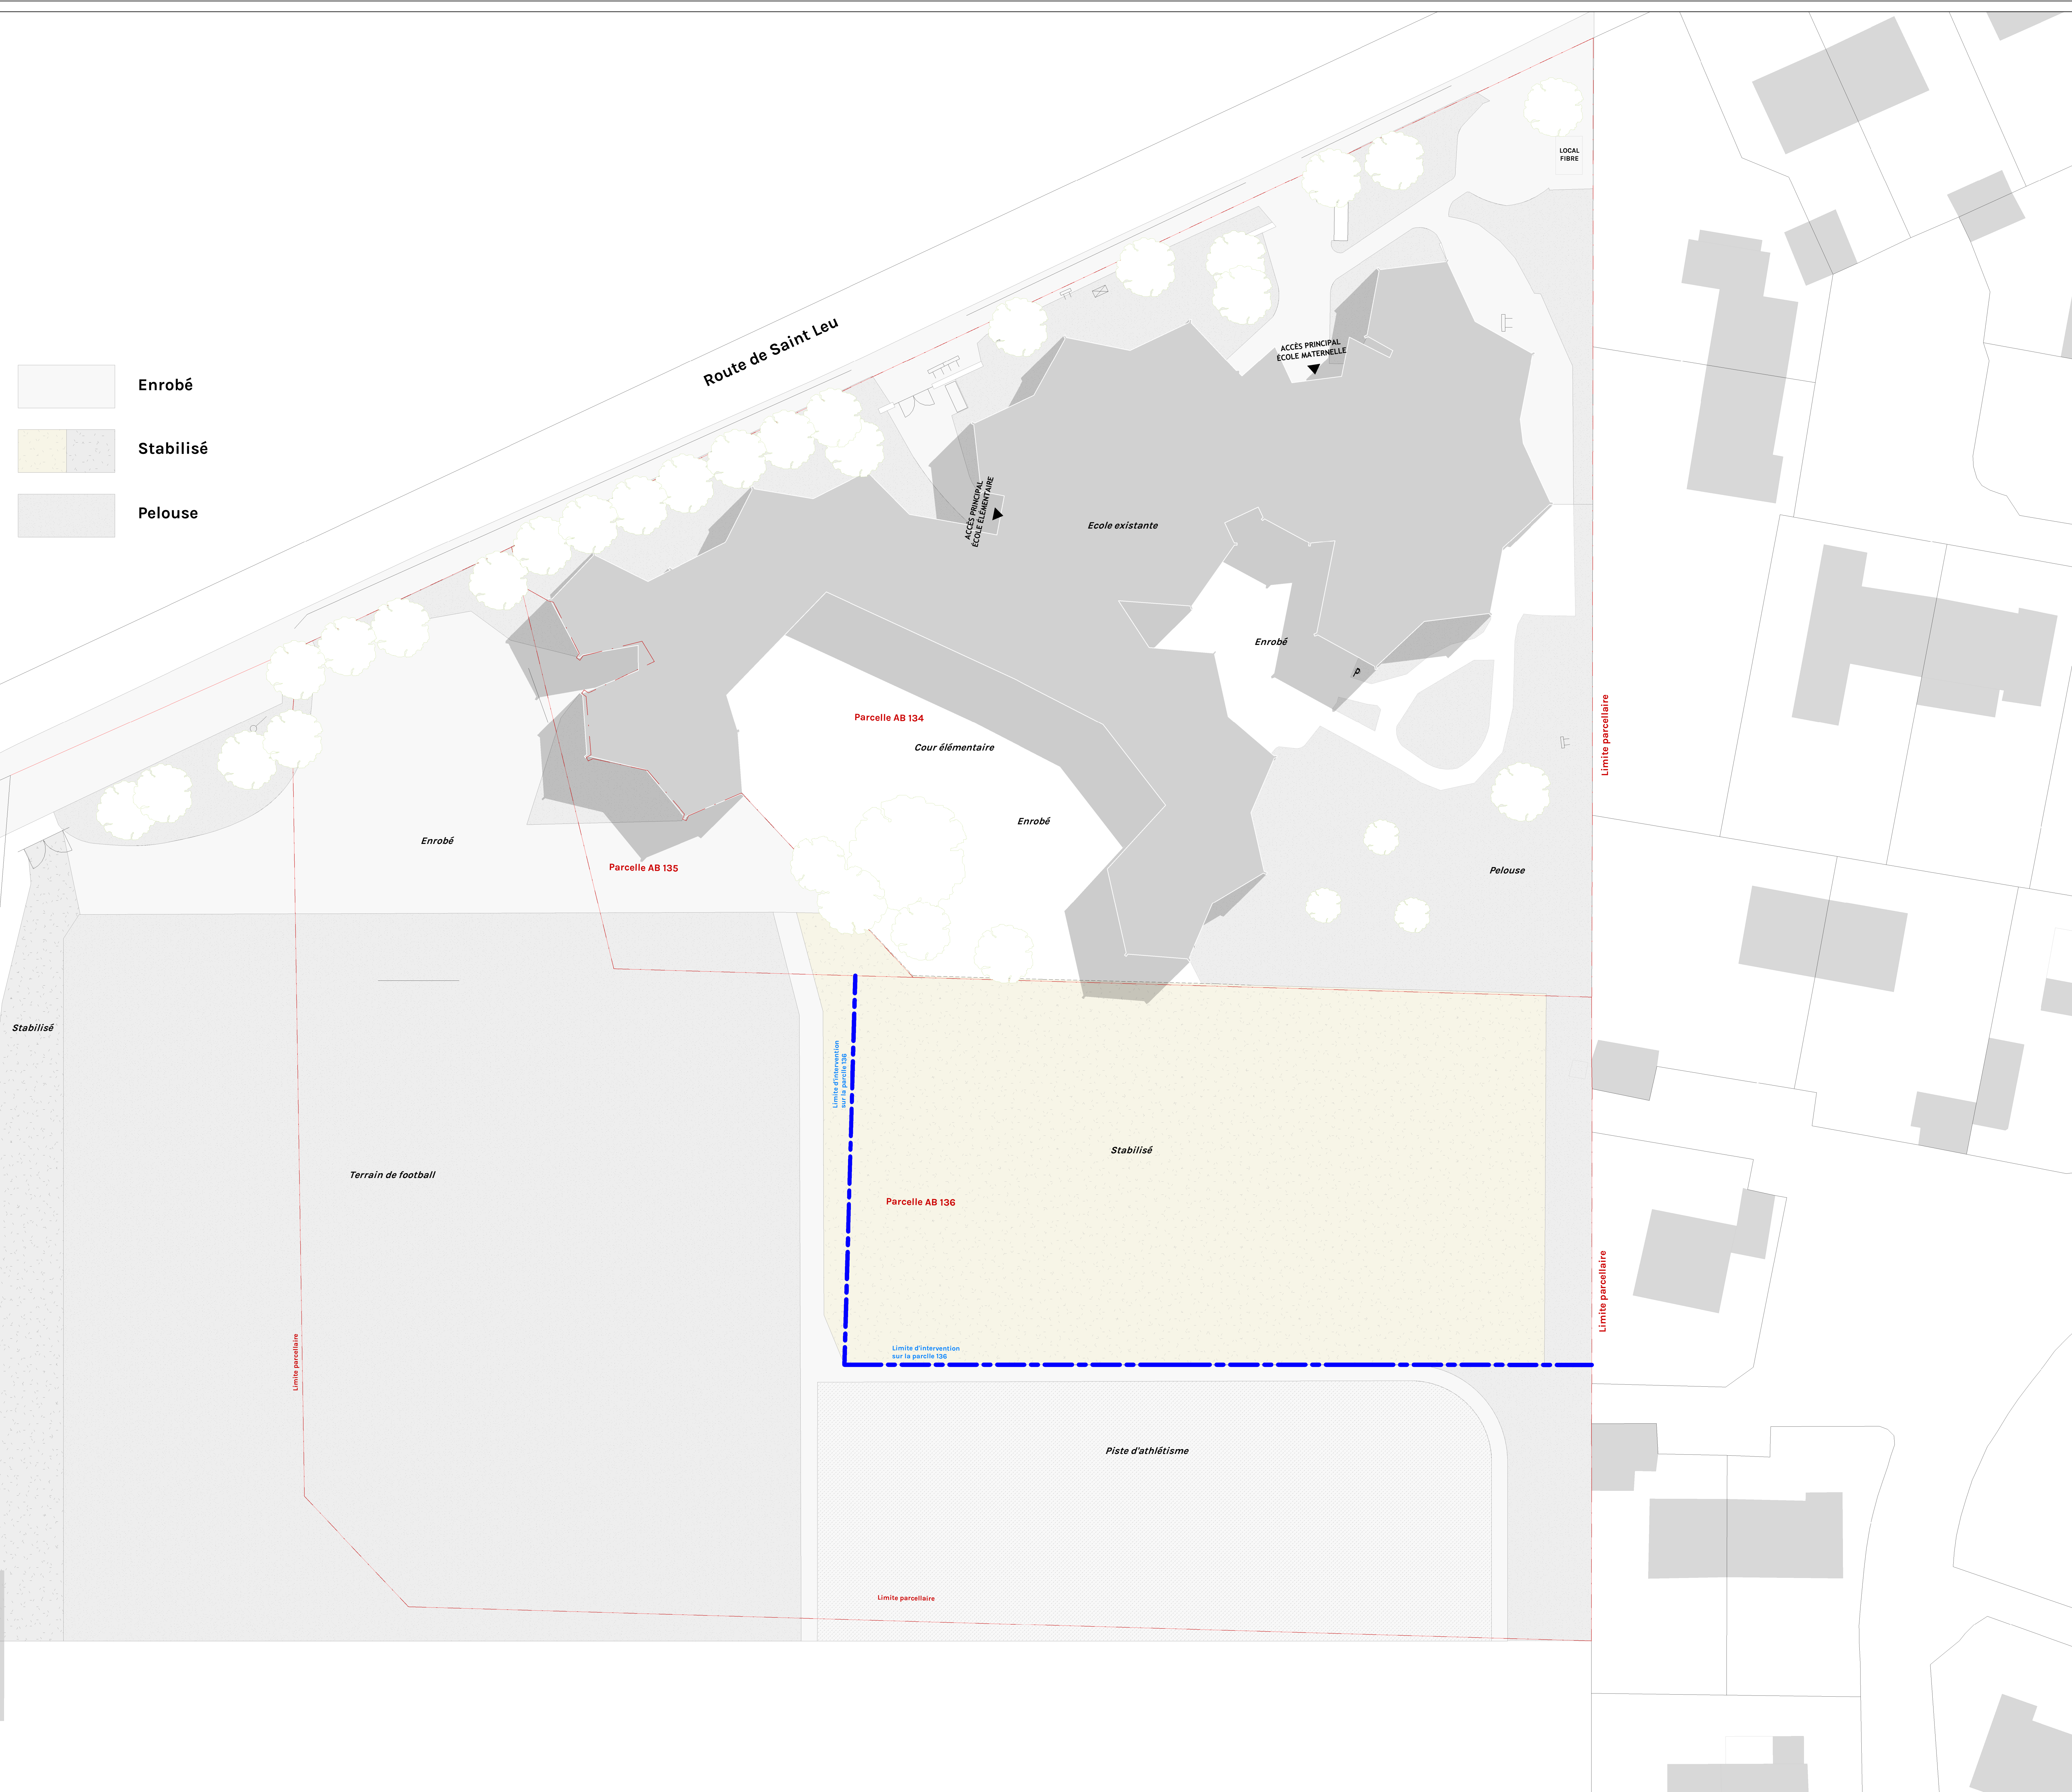 LOCAL
FIBRE
Route de Saint Leu
ACCÈS PRINCIPAL
ÉCOLE MATERNELLE
Enrobé
Stabilisé
Pelouse
ACCÈS PRINCIPAL
ÉCOLE ÉLÉMENTAIRE
Ecole existante
Enrobé
P
Parcelle AB 134
Cour élémentaire
Limite parcellaire
Enrobé
Enrobé
Parcelle AB 135
Pelouse
Stabilisé
Limite d'intervention
sur la parclle 136
Stabilisé
Terrain de football
Parcelle AB 136
Limite parcellaire
Limite parcellaire
Limite d'intervention
sur la parclle 136
Piste d'athlétisme
Limite parcellaire